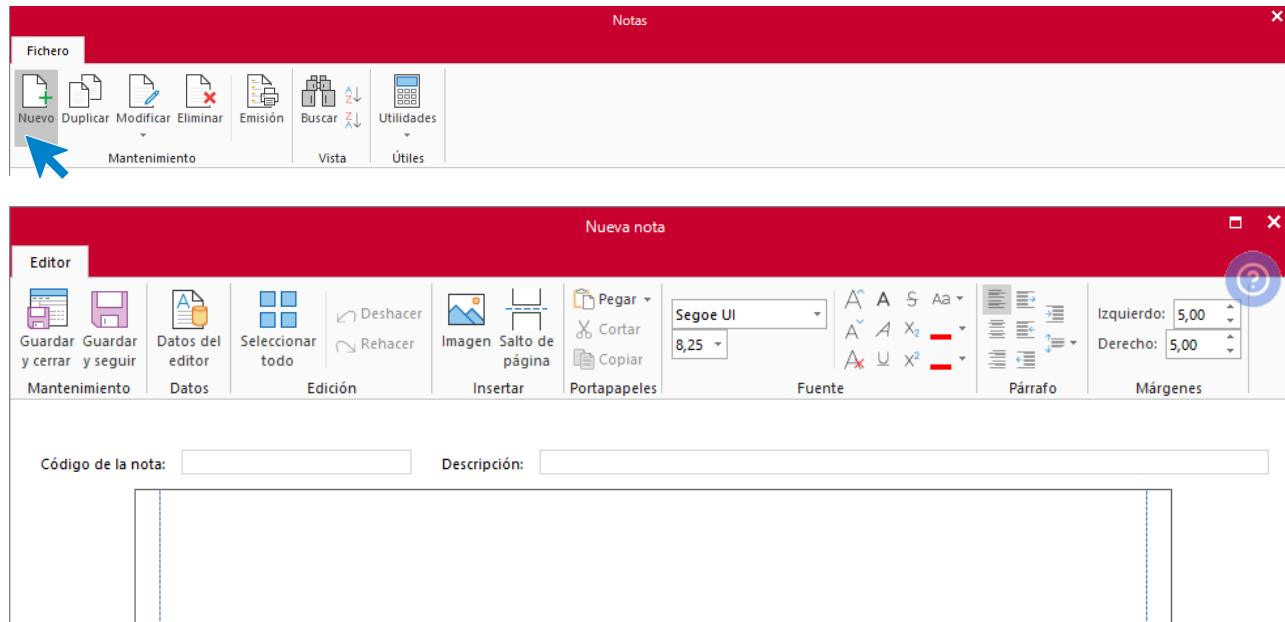 Notas
Fichero
Nuevo Duplicar Modificar Eliminar Emisión Buscar Utilidades
Mantenimiento Vista Útiles
Nueva nota
Editor
Guardar y cerrar
Guardar y seguir
Datos del editor
Seleccionar todo
Deshacer
Rehacer
Imagen
Salto de página
Pegar
Cortar
Copiar
Segoe UI
8,25
Izquierdo: 5,00
Derecho: 5,00
Mantenimiento Datos Edición Insertar Portapapeles Fuente Párrafo Márgenes
Código de la nota: Descripción: